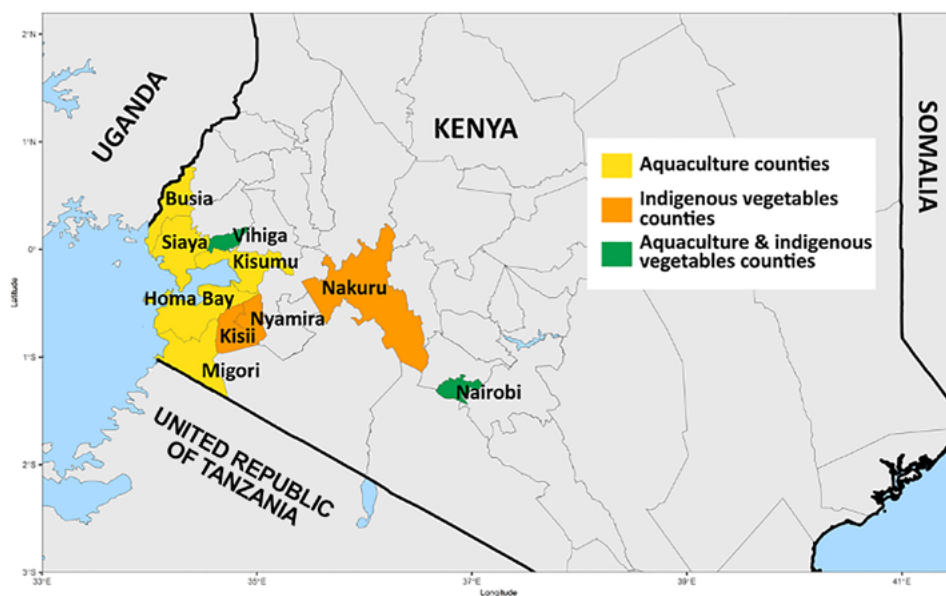 2°N
1°N
0°
1°S
2°S
3°S
Latitude
33°E
35°E
37°E
39°E
41°E
Longitude
UGANDA
KENYA
SOMALIA
UNITED REPUBLIC
OF TANZANIA
Busia
Siaya
Vihiga
Kisumu
Homa Bay
Nyamira
Kisii
Migori
Nakuru
Nairobi
Aquaculture counties
Indigenous vegetables
counties
Aquaculture & indigenous
vegetables counties